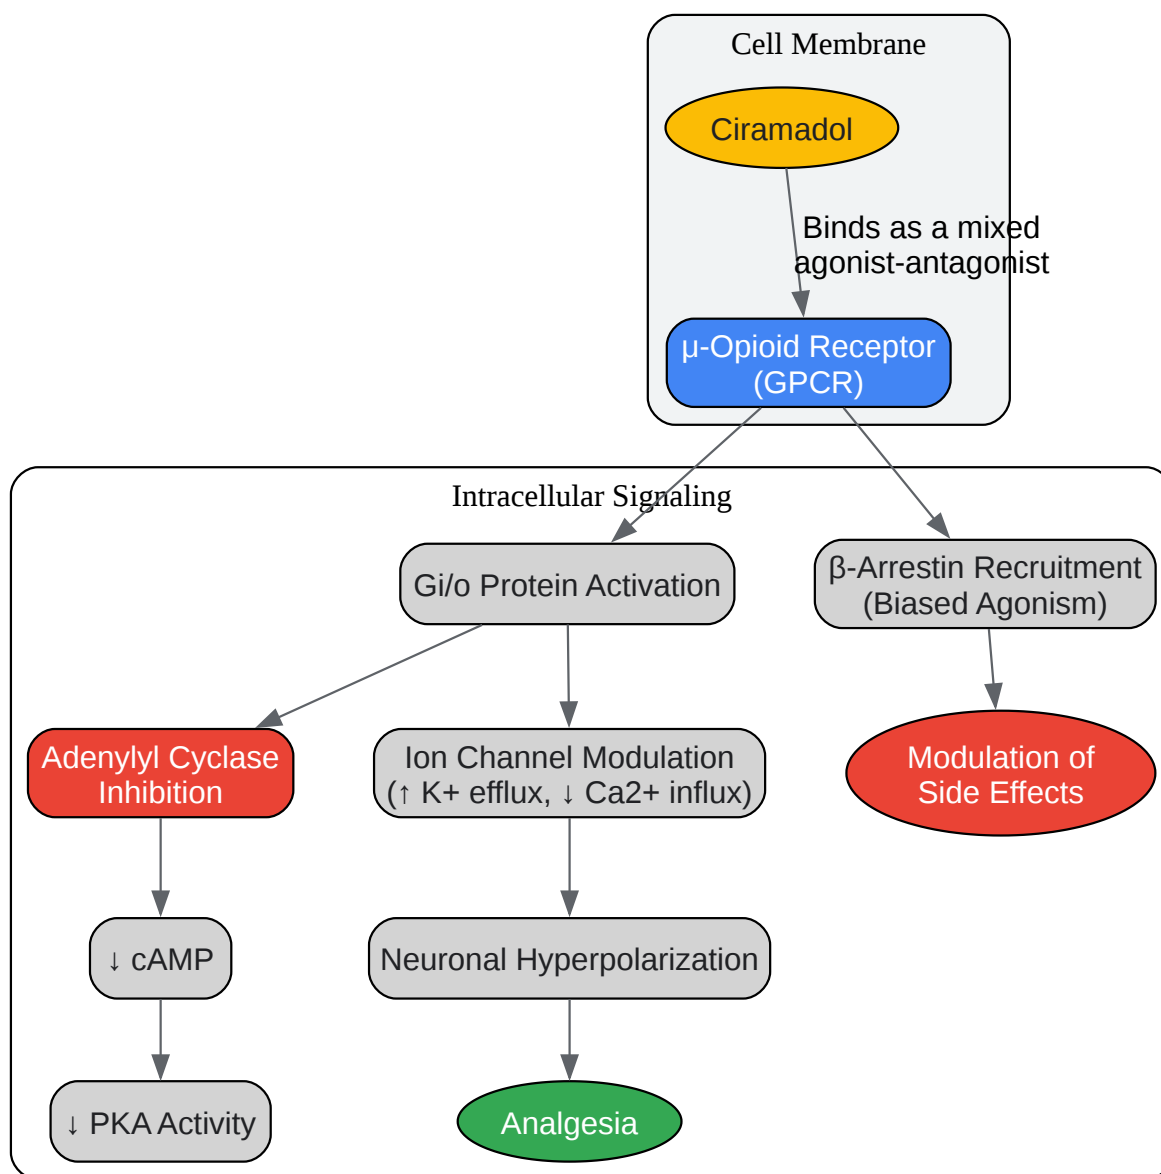 Cell Membrane
Ciramadol
Binds as a mixed
agonist-antagonist
μ-Opioid Receptor
(GPCR)
Intracellular Signaling
Gi/o Protein Activation
β-Arrestin Recruitment
(Biased Agonism)
Adenylyl Cyclase
Inhibition
Ion Channel Modulation
(↑ K+ efflux, ↓ Ca2+ influx)
Modulation of
Side Effects
↓ cAMP
Neuronal Hyperpolarization
↓ PKA Activity
Analgesia